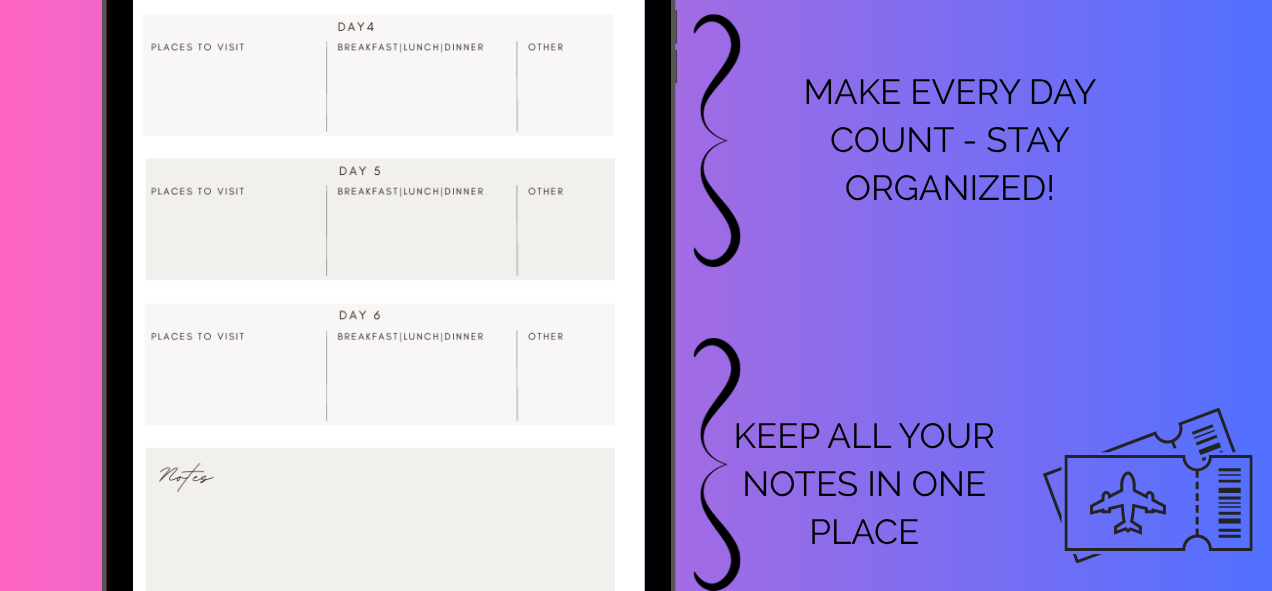 DAY4
PLACES TO VISIT
BREAKFAST|LUNCH|DINNER
OTHER
DAY 5
PLACES TO VISIT
BREAKFAST|LUNCH|DINNER
OTHER
DAY 6
PLACES TO VISIT
BREAKFAST|LUNCH|DINNER
OTHER
Notes
MAKE EVERY DAY
COUNT - STAY
ORGANIZED!
KEEP ALL YOUR
NOTES IN ONE
PLACE